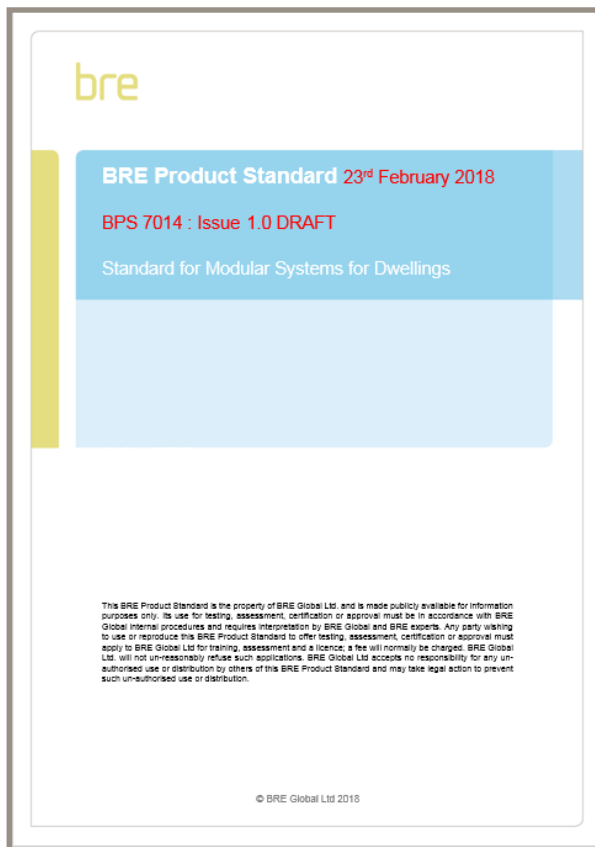 bre
BRE Product Standard 23rd February 2018
BPS 7014 : Issue 1.0 DRAFT
Standard for Modular Systems for Dwellings
This BRE Product Standard is the property of BRE Global Ltd. and is made publicly available for information
purposes only. Its use for testing, assessment, certification or approval must be in accordance with BRE
Global Internal procedures and requires interpretation by BRE Global and BRE experts. Any party wishing
to use or reproduce this BRE Product Standard to offer testing, assessment, certification or approval must
apply to BRE Global Ltd for training, assessment and a licence; a fee will normally be charged. BRE Global
Ltd. will not un-reasonably refuse such applications. BRE Global Ltd accepts no responsibility for any un-
authorised use or distribution by others of this BRE Product Standard and may take legal action to prevent
such un-authorised use or distribution.
© BRE Global Ltd 2018